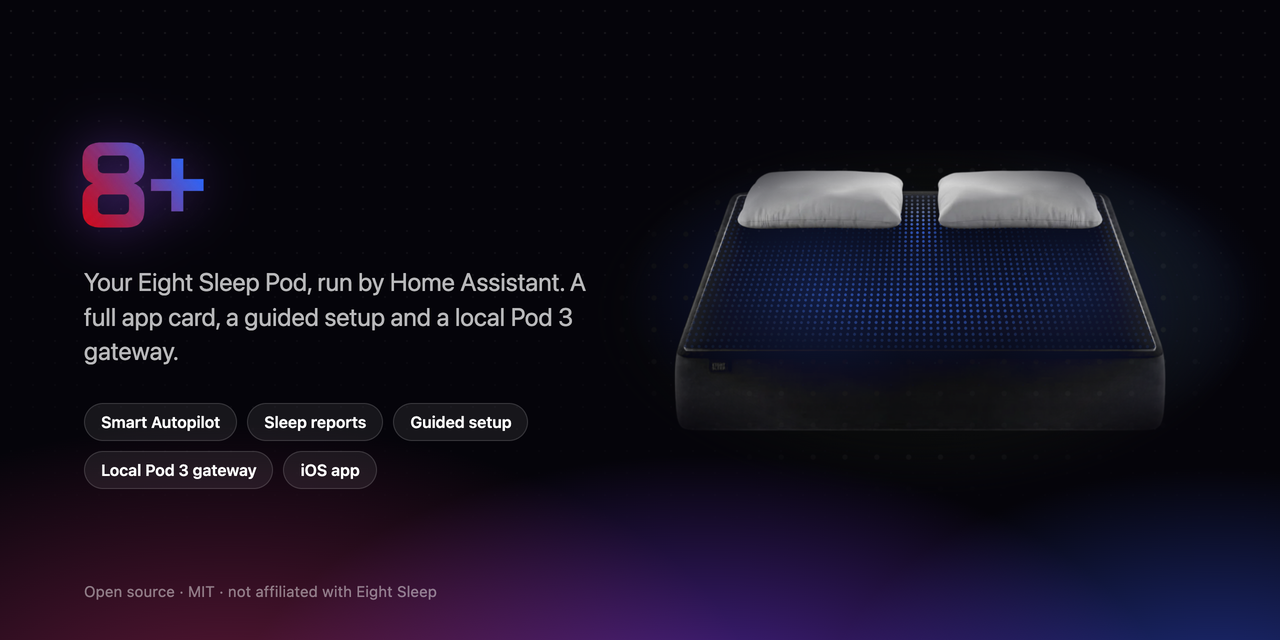 8+
Your Eight Sleep Pod, run by Home Assistant. A
full app card, a guided setup and a local Pod 3
gateway.
Smart Autopilot
Sleep reports
Guided setup
Local Pod 3 gateway
iOS app
Open source · MIT · not affiliated with Eight Sleep